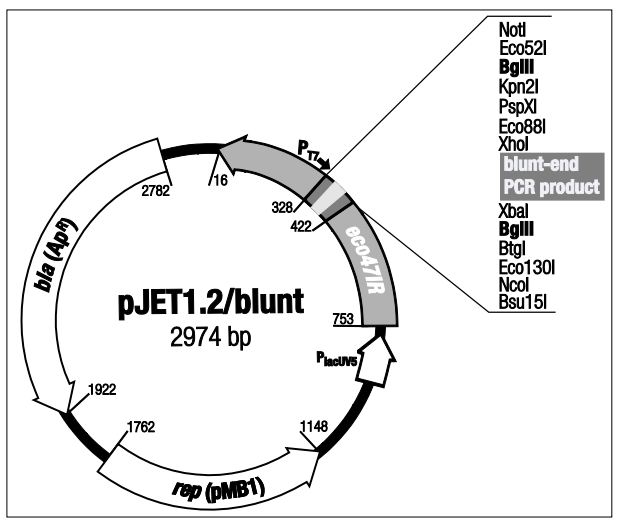 NotI
Eco52I
BglII
Kpn2I
PspXI
Eco88I
XhoI
blunt-end
PCR product
XbaI
BglII
BtgI
Eco130I
NcoI
Bsu15I
PT7
2782
16
328
422
bla (ApR)
eco47IR
pJET1.2/blunt
2974 bp
753
PlacUV5
1922
1762
1148
rep (pMB1)